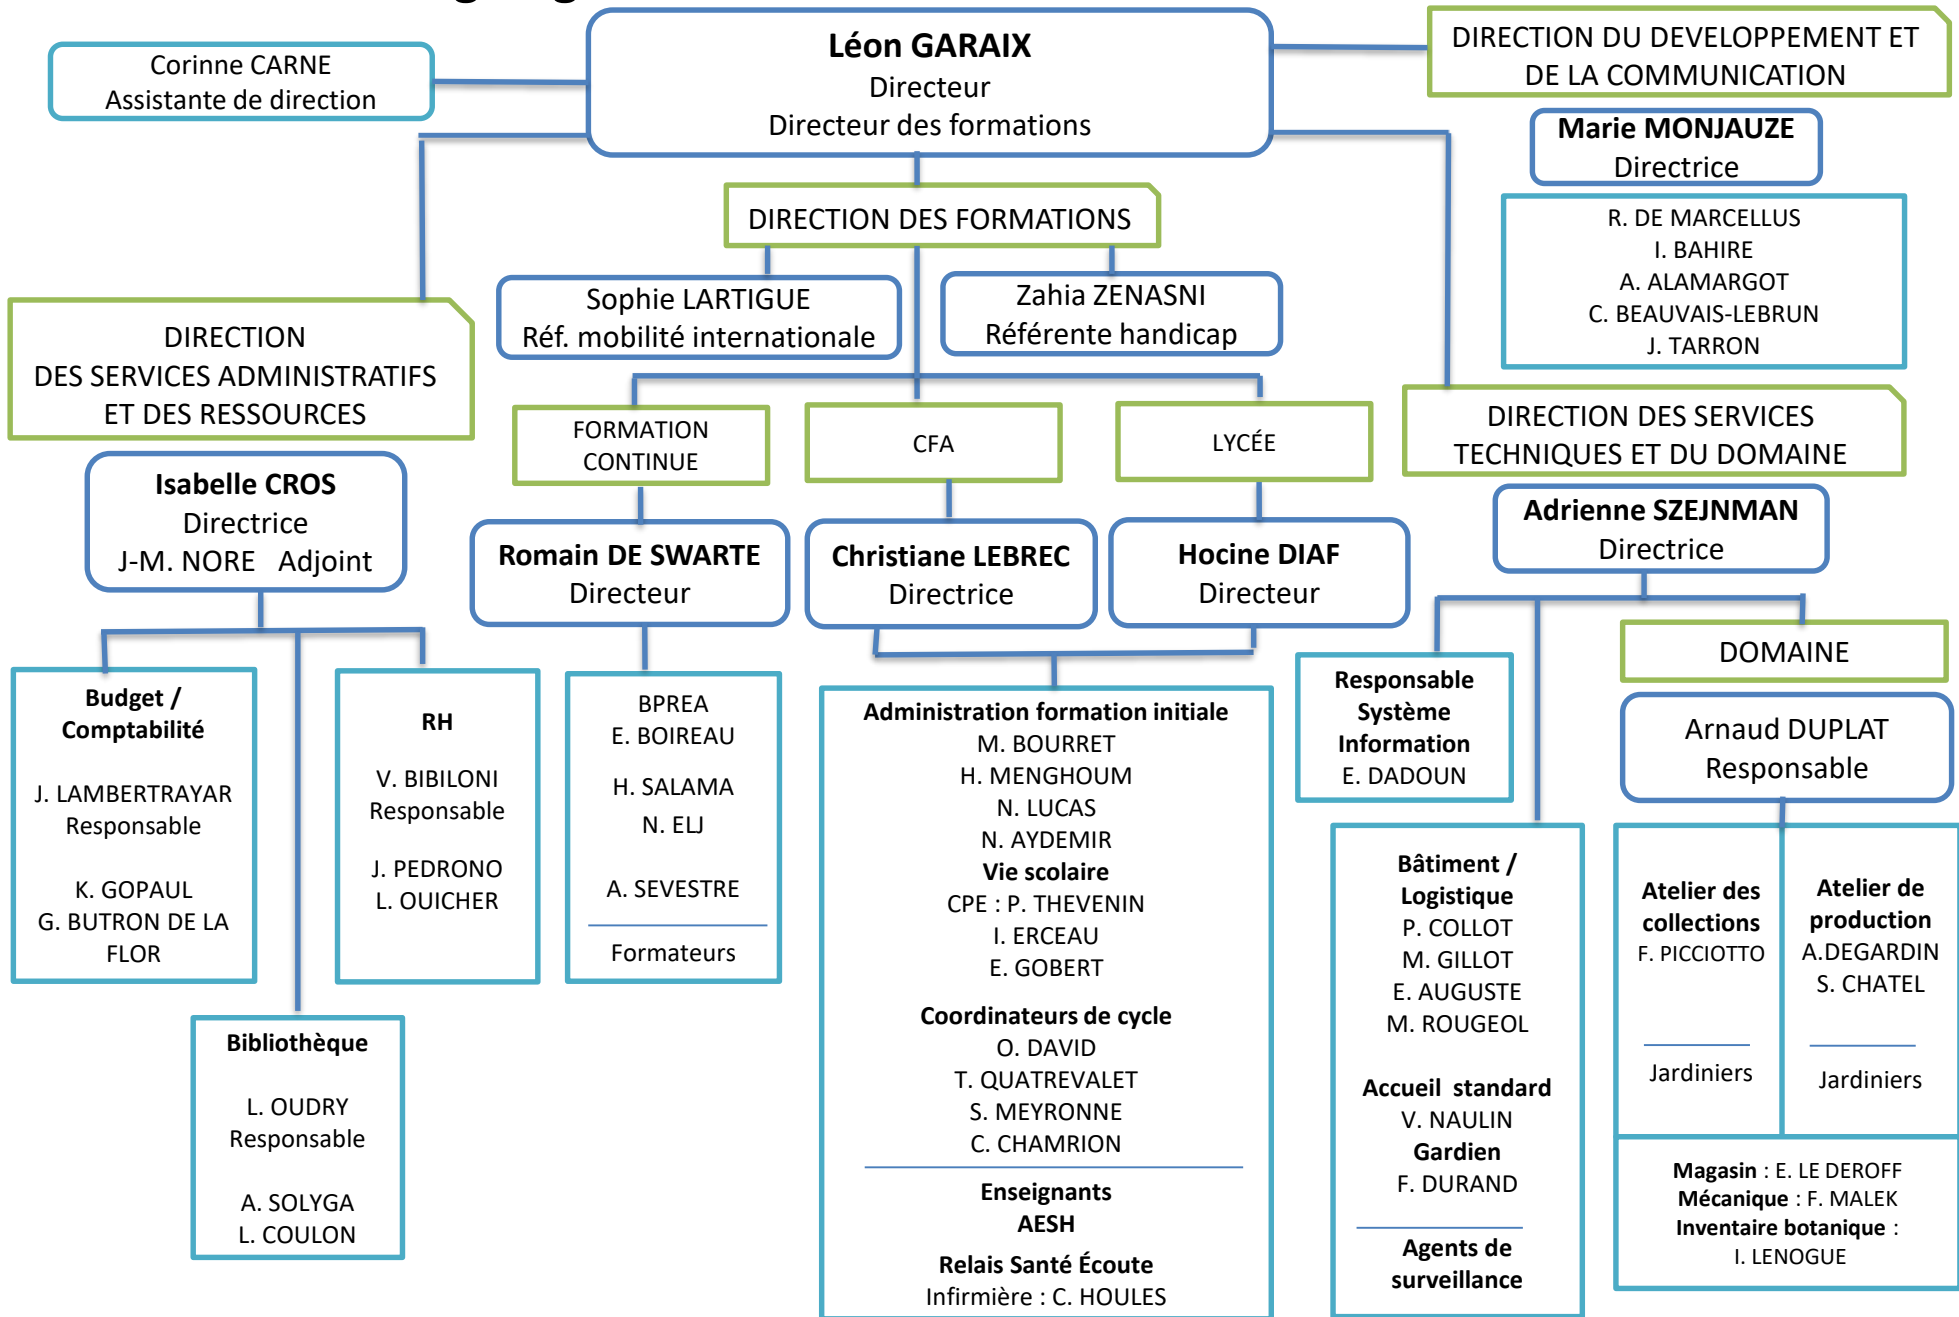 Corinne CARNE
Assistante de direction
Léon GARAIX
Directeur
Directeur des formations
DIRECTION DU DEVELOPPEMENT ET
DE LA COMMUNICATION
Marie MONJAUZE
Directrice
R. DE MARCELLUS
I. BAHIRE
A. ALAMARGOT
C. BEAUVAIS-LEBRUN
J. TARRON
DIRECTION DES FORMATIONS
Sophie LARTIGUE
Réf. mobilité internationale
Zahia ZENASNI
Référente handicap
DIRECTION
DES SERVICES ADMINISTRATIFS
ET DES RESSOURCES
Isabelle CROS
Directrice
J-M. NORE Adjoint
Budget /
Comptabilité
J. LAMBERTRAYAR
Responsable
K. GOPAUL
G. BUTRON DE LA
FLOR
RH
V. BIBILONI
Responsable
J. PEDRONO
L. OUICHER
Bibliothèque
L. OUDRY
Responsable
A. SOLYGA
L. COULON
FORMATION
CONTINUE
Romain DE SWARTE
Directeur
BPREA
E. BOIREAU
H. SALAMA
N. ELJ
A. SEVESTRE
Formateurs
CFA
Christiane LEBREC
Directrice
LYCÉE
Hocine DIAF
Directeur
Administration formation initiale
M. BOURRET
H. MENGHOUM
N. LUCAS
N. AYDEMIR
Vie scolaire
CPE : P. THEVENIN
I. ERCEAU
E. GOBERT
Coordinateurs de cycle
O. DAVID
T. QUATREVALET
S. MEYRONNE
C. CHAMRION
Enseignants
AESH
Relais Santé Écoute
Infirmière : C. HOULES
DIRECTION DES SERVICES
TECHNIQUES ET DU DOMAINE
Adrienne SZEJNMAN
Directrice
Responsable
Système
Information
E. DADOUN
Bâtiment /
Logistique
P. COLLOT
M. GILLOT
E. AUGUSTE
M. ROUGEOL
Accueil standard
V. NAULIN
Gardien
F. DURAND
Agents de
surveillance
DOMAINE
Arnaud DUPLAT
Responsable
Atelier des
collections
F. PICCIOTTO
Jardiniers
Atelier de
production
A.DEGARDIN
S. CHATEL
Jardiniers
Magasin : E. LE DEROFF
Mécanique : F. MALEK
Inventaire botanique :
I. LENOGUE